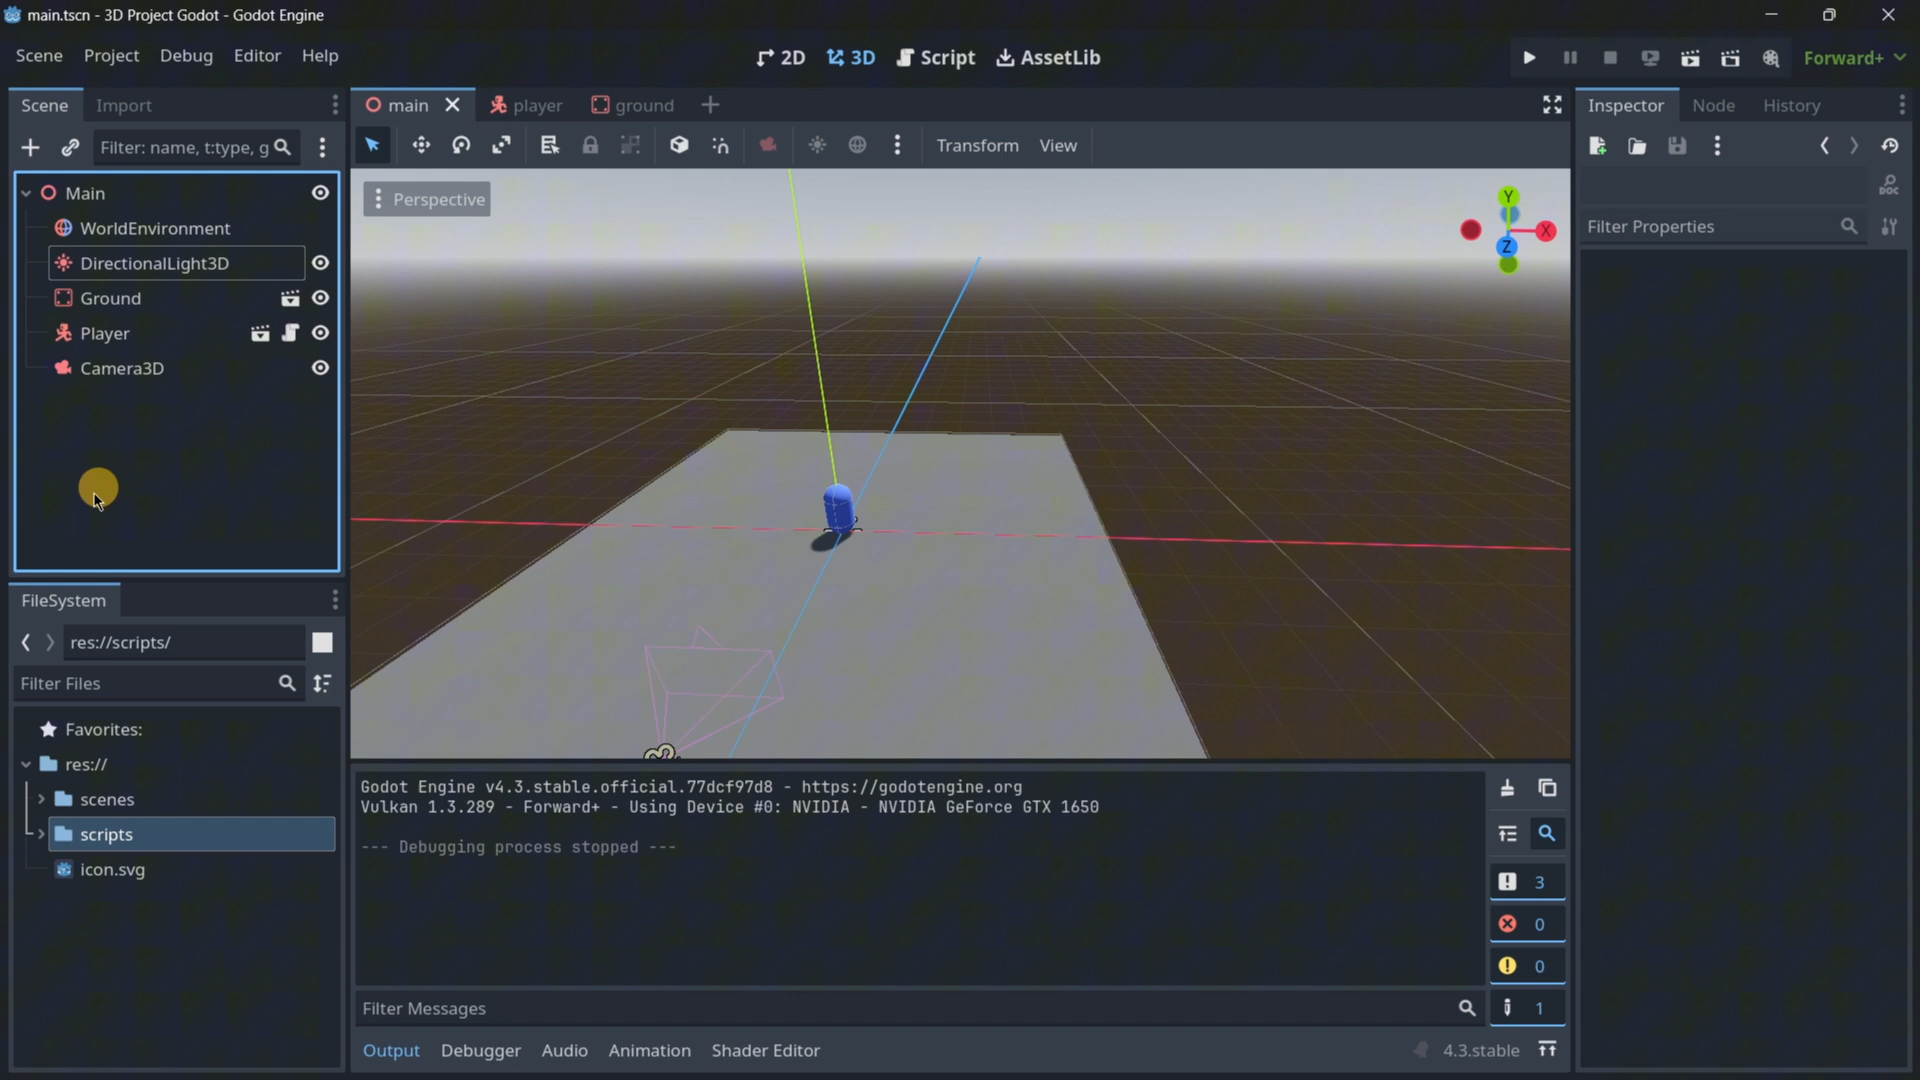 main.tscn - 3D Project Godot - Godot Engine
Scene Project Debug Editor Help
2D 3D Script AssetLib
Forward+
Scene Import
main player ground
Inspector Node History
Filter: name, t:type, g
Transform View
Main
WorldEnvironment
DirectionalLight3D
Ground
Player
Camera3D
Perspective
Y
X
Z
DOC
Filter Properties
FileSystem
res://scripts/
Filter Files
Favorites:
res://
scenes
scripts
icon.svg
Godot Engine v4.3.stable.official.77dcf97d8 - https://godotengine.org
Vulkan 1.3.289 - Forward+ - Using Device #0: NVIDIA - NVIDIA GeForce GTX 1650
--- Debugging process stopped ---
3
0
0
1
Filter Messages
Output Debugger Audio Animation Shader Editor
4.3.stable